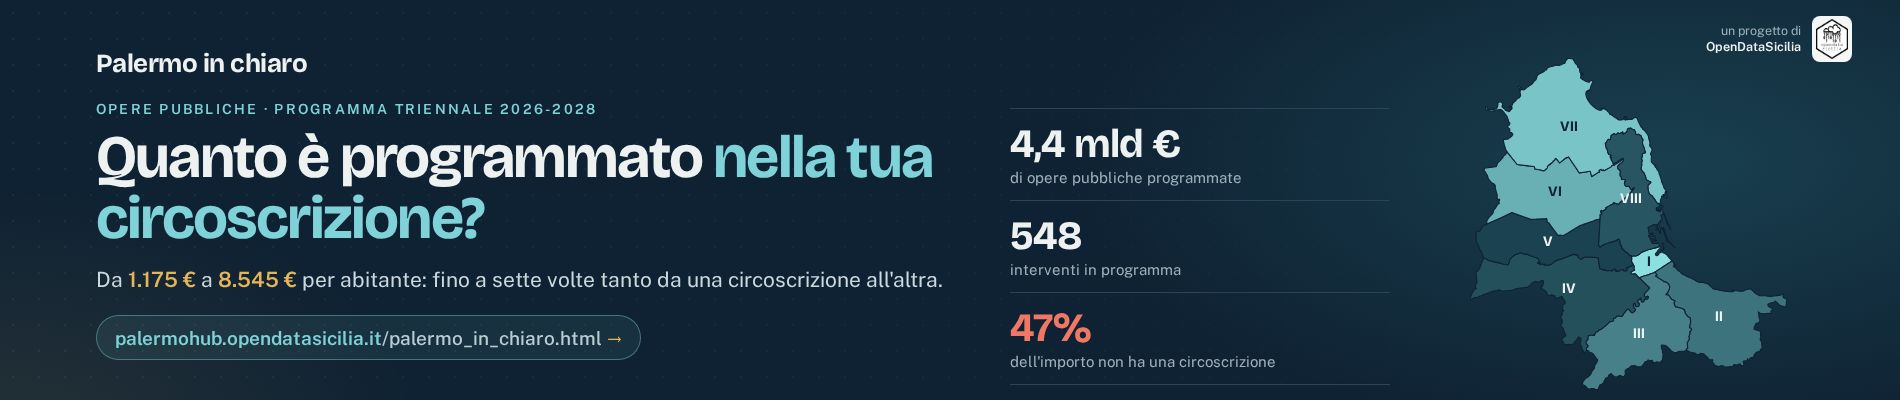 Palermo in chiaro
OPERE PUBBLICHE · PROGRAMMA TRIENNALE 2026-2028
Quanto è programmato nella tua
circoscrizione?
Da 1.175 € a 8.545 € per abitante: fino a sette volte tanto da una circoscrizione all'altra.
palermohub.opendatasicilia.it/palermo_in_chiaro.html →
4,4 mld €
di opere pubbliche programmate
548
interventi in programma
47%
dell'importo non ha una circoscrizione
un progetto di
OpenDataSicilia
VII
VI
VIII
V
I
IV
II
III